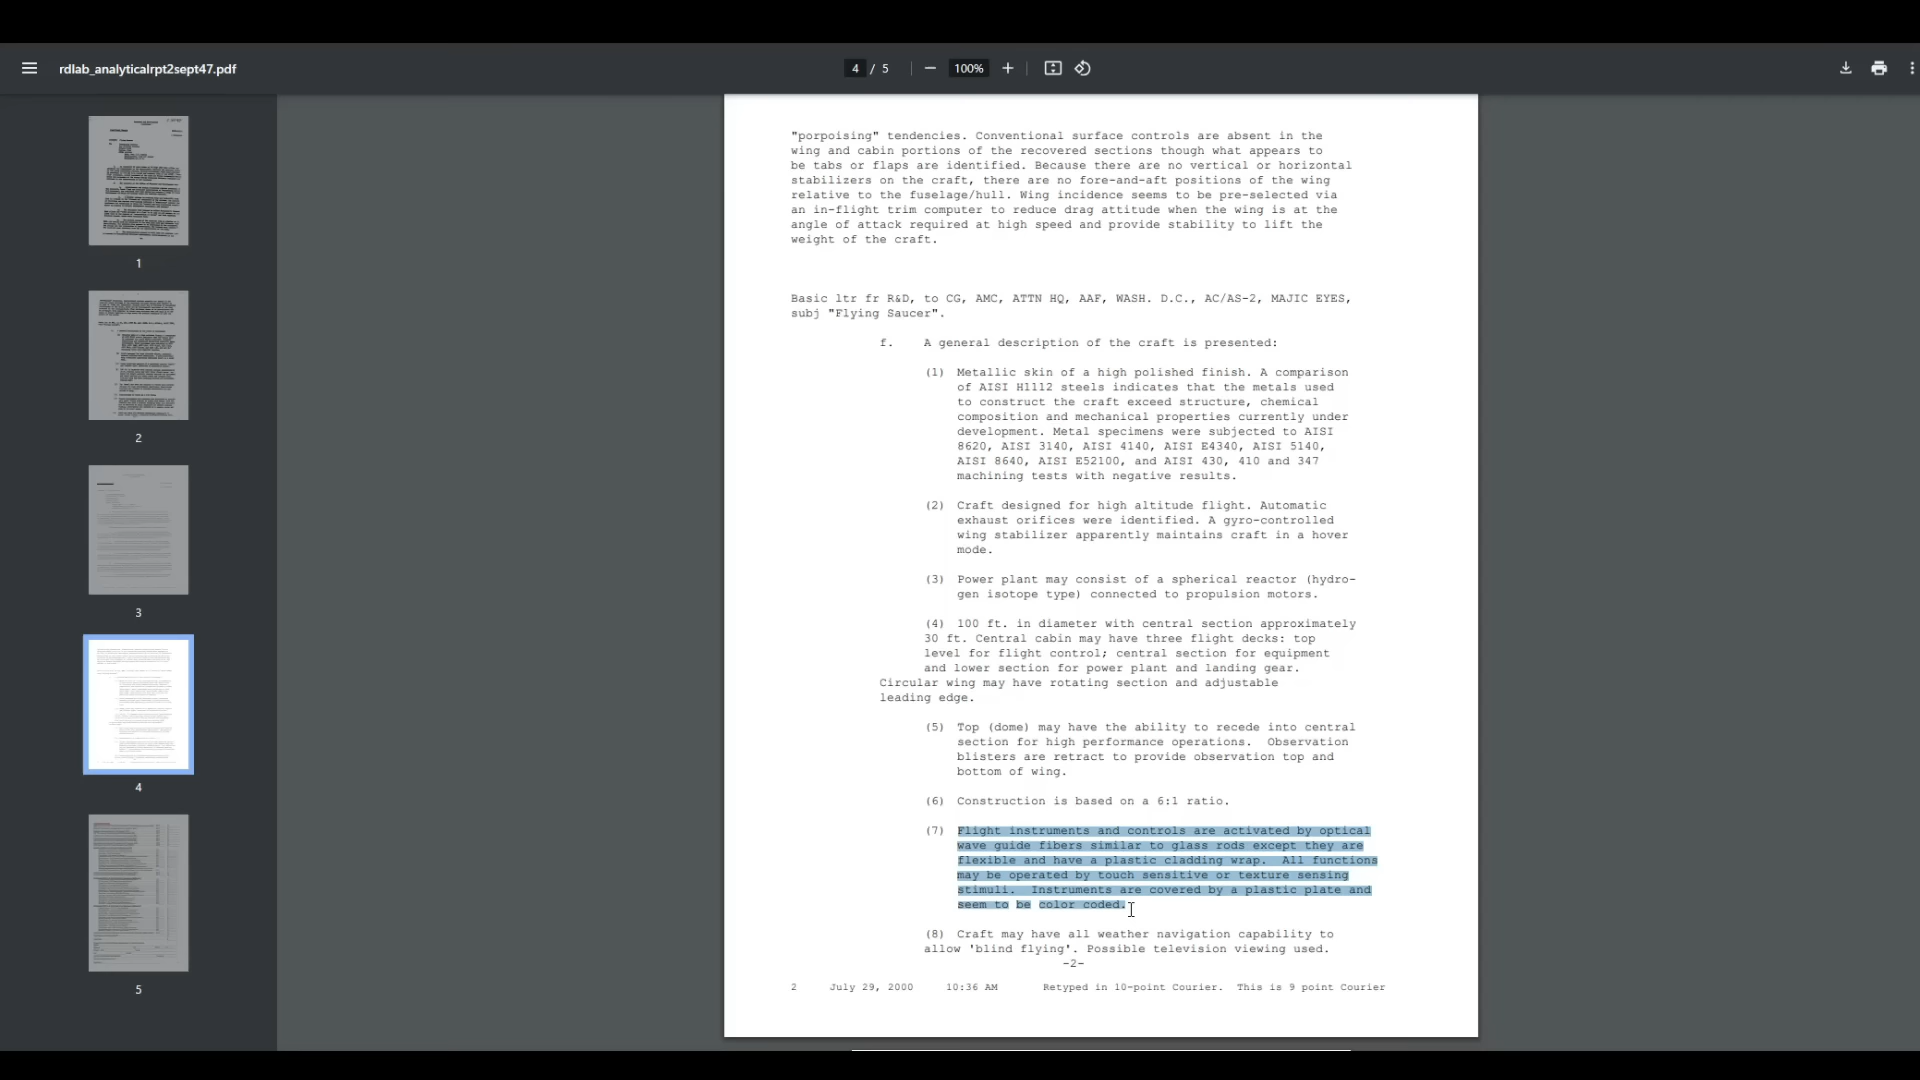 rdlab_analyticalrpt2sept47.pdf
4 / 5
100%
1
2
3
4
5
"porpoising" tendencies. Conventional surface controls are absent in the
wing and cabin portions of the recovered sections though what appears to
be tabs or flaps are identified. Because there are no vertical or horizontal
stabilizers on the craft, there are no fore-and-aft positions of the wing
relative to the fuselage/hull. Wing incidence seems to be pre-selected via
an in-flight trim computer to reduce drag attitude when the wing is at the
angle of attack required at high speed and provide stability to lift the
weight of the craft.
Basic ltr fr R&D, to CG, AMC, ATTN HQ, AAF, WASH. D.C., AC/AS-2, MAJIC EYES,
subj "Flying Saucer".
f. A general description of the craft is presented:
(1) Metallic skin of a high polished finish. A comparison
of AISI H1112 steels indicates that the metals used
to construct the craft exceed structure, chemical
composition and mechanical properties currently under
development. Metal specimens were subjected to AISI
8620, AISI 3140, AISI 4140, AISI E4340, AISI 5140,
AISI 8640, AISI E52100, and AISI 430, 410 and 347
machining tests with negative results.
(2) Craft designed for high altitude flight. Automatic
exhaust orifices were identified. A gyro-controlled
wing stabilizer apparently maintains craft in a hover
mode.
(3) Power plant may consist of a spherical reactor (hydro-
gen isotope type) connected to propulsion motors.
(4) 100 ft. in diameter with central section approximately
30 ft. Central cabin may have three flight decks: top
level for flight control; central section for equipment
and lower section for power plant and landing gear.
Circular wing may have rotating section and adjustable
leading edge.
(5) Top (dome) may have the ability to recede into central
section for high performance operations. Observation
blisters are retract to provide observation top and
bottom of wing.
(6) Construction is based on a 6:1 ratio.
(7) Flight instruments and controls are activated by optical
wave guide fibers similar to glass rods except they are
flexible and have a plastic cladding wrap. All functions
may be operated by touch sensitive or texture sensing
stimuli. Instruments are covered by a plastic plate and
seem to be color coded.
(8) Craft may have all weather navigation capability to
allow 'blind flying'. Possible television viewing used.
-2-
2 July 29, 2000 10:36 AM Retyped in 10-point Courier. This is 9 point Courier